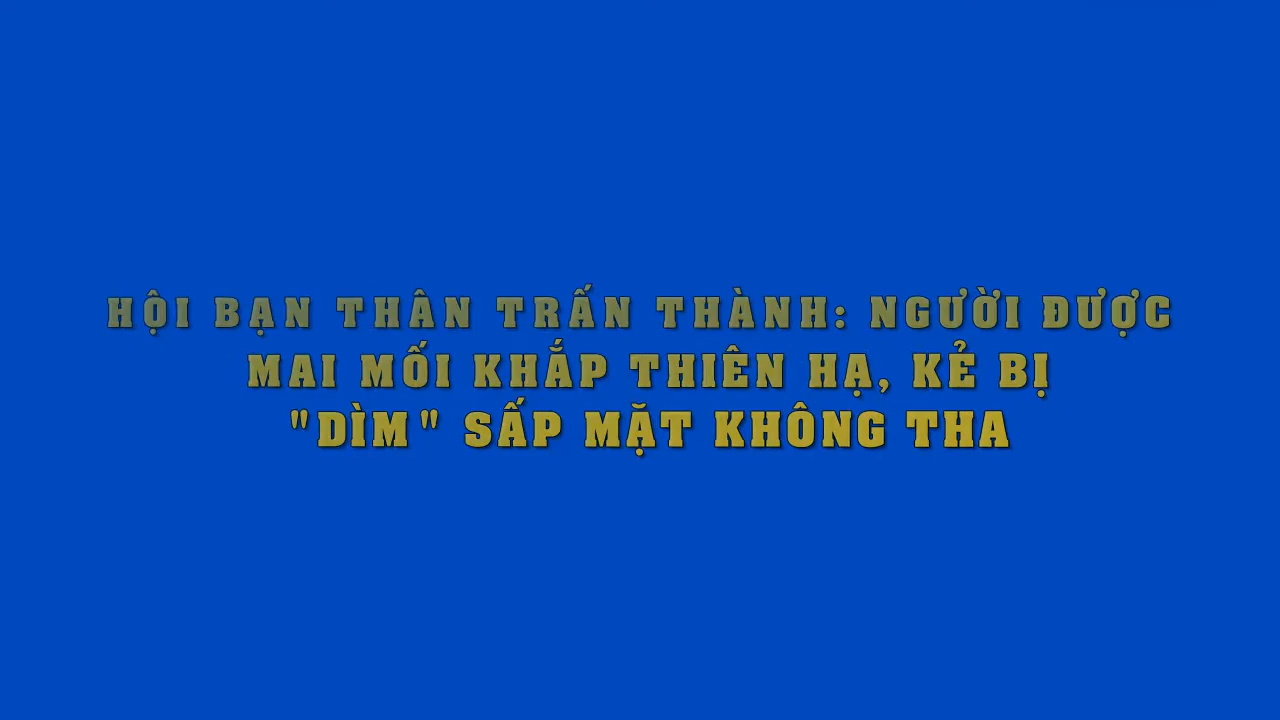 HỘI BẠN THÂN TRẤN THÀNH: NGƯỜI ĐƯỢC
MAI MỐI KHẮP THIÊN HẠ, KẺ BỊ
"DÌM" SẤP MẶT KHÔNG THA